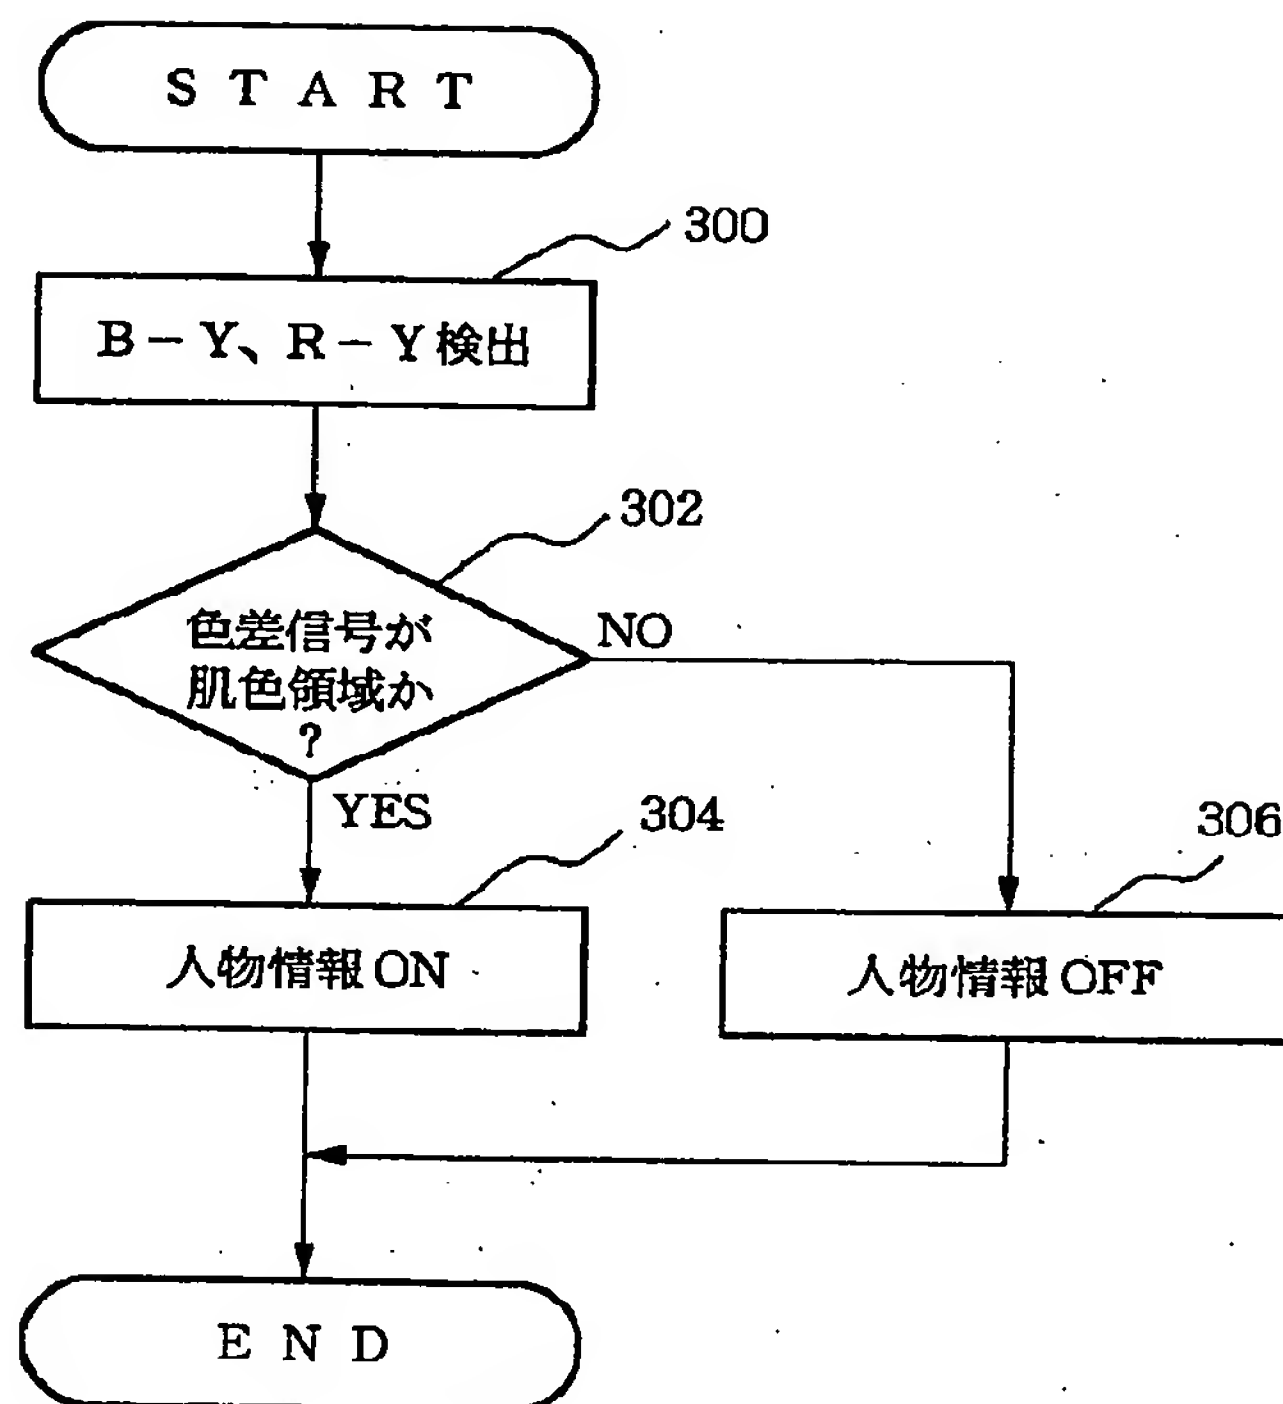 START
300
B－Y、R－Y検出
302
色差信号が
肌色領域か
?
NO
YES
304
306
人物情報ON
人物情報OFF
END